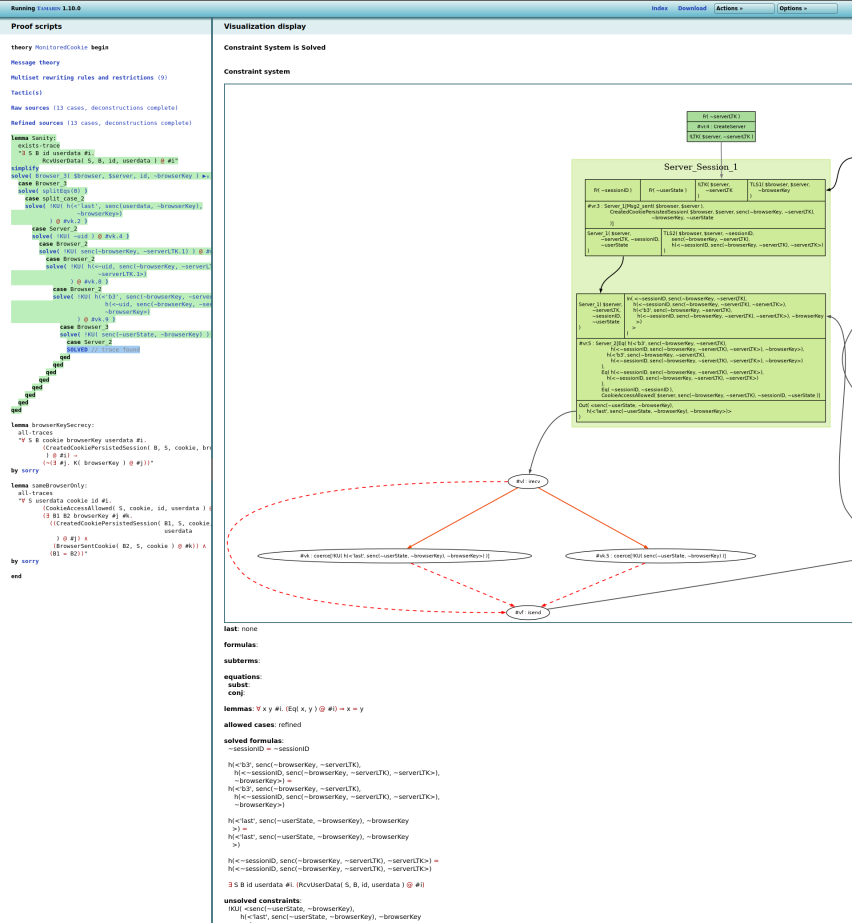 Running TAMARIN 1.10.0
Index
Download
Actions »
Options »
Proof scripts
theory MonitoredCookie begin
Message theory
Multiset rewriting rules and restrictions (9)
Tactic(s)
Raw sources (13 cases, deconstructions complete)
Refined sources (13 cases, deconstructions complete)
lemma Sanity:
exists-trace
"∃ S B id userdata #i.
RcvUserData( S, B, id, userdata ) @ #i"
simplify
solve( Browser_3( $browser, $server, id, ~browserKey ) ▶
case Browser_3
solve( splitEqs(0) )
case split_case_2
solve( !KU( h(<'last', senc(userdata, ~browserKey),
~browserKey>)
) @ #vk.2 )
case Server_2
solve( !KU( ~uid ) @ #vk.4 )
case Browser_2
solve( !KU( senc(~browserKey, ~serverLTK.1) ) @
case Browser_2
solve( !KU( h(<~uid, senc(~browserKey,
~serverLTK.1>)
) @ #vk.8 )
case Browser_2
solve( !KU( h(<'b3', senc(~browserKey,
h(<~uid, senc(~browserKey,
~browserKey>)
) @ #vk.9 )
case Browser_3
solve( !KU( senc(~userState, ~browserKey) )
case Server_2
SOLVED // trace found
qed
qed
qed
qed
qed
qed
qed
qed
lemma browserKeySecrecy:
all-traces
"∀ S B cookie browserKey userdata #i.
(CreatedCookiePersistedSession( B, S, cookie,
) @ #i) ⇒
(¬(∃ #j. K( browserKey ) @ #j))"
by sorry
lemma sameBrowserOnly:
all-traces
"∀ S userdata cookie id #i.
(CookieAccessAllowed( S, cookie, id, userdata )
(∃ B1 B2 browserKey #j #k.
((CreatedCookiePersistedSession( B1, S, cookie,
userdata
) @ #j) ∧
(BrowserSentCookie( B2, S, cookie ) @ #k)) ∧
(B1 = B2))"
by sorry
end
Visualization display
Constraint System is Solved
Constraint system
Fr( ~serverLTK )
#vr.4 : CreateServer
!LTK( $server, ~serverLTK )
Server_Session_1
Fr( ~sessionID )
Fr( ~userState )
!LTK( $server,
~serverLTK
)
TLS1( $browser, $server,
~browserKey
)
#vr.3 : Server_1[Msg2_sent( $browser, $server ),
CreatedCookiePersistedSession( $browser, $server, senc(~browserKey, ~serverLTK),
~browserKey, ~userState
)]
Server_1( $server,
~serverLTK, ~sessionID,
~userState
)
TLS2( $browser, $server, ~sessionID,
senc(~browserKey, ~serverLTK),
h(<~sessionID, senc(~browserKey, ~serverLTK), ~serverLTK>)
)
Server_1( $server,
~serverLTK,
~sessionID,
~userState
)
In( <~sessionID, senc(~browserKey, ~serverLTK),
h(<~sessionID, senc(~browserKey, ~serverLTK), ~serverLTK>),
h(<'b3', senc(~browserKey, ~serverLTK),
h(<~sessionID, senc(~browserKey, ~serverLTK), ~serverLTK>), ~browserKey
>)
>
)
#vr.5 : Server_2[Eq( h(<'b3', senc(~browserKey, ~serverLTK),
h(<~sessionID, senc(~browserKey, ~serverLTK), ~serverLTK>), ~browserKey>),
h(<'b3', senc(~browserKey, ~serverLTK),
h(<~sessionID, senc(~browserKey, ~serverLTK), ~serverLTK>), ~browserKey>)
),
Eq( h(<~sessionID, senc(~browserKey, ~serverLTK), ~serverLTK>),
h(<~sessionID, senc(~browserKey, ~serverLTK), ~serverLTK>)
),
Eq( ~sessionID, ~sessionID ),
CookieAccessAllowed( $server, senc(~browserKey, ~serverLTK), ~sessionID, ~userState )]
Out( <senc(~userState, ~browserKey),
h(<'last', senc(~userState, ~browserKey), ~browserKey>)>
)
#vl : irecv
#vk : coerce[!KU( h(<'last', senc(~userState, ~browserKey), ~browserKey>) )]
#vk.5 : coerce[!KU( senc(~userState, ~browserKey) )]
#vf : isend
last: none
formulas:
subterms:
equations:
subst:
conj:
lemmas: ∀ x y #i. (Eq( x, y ) @ #i) ⇒ x = y
allowed cases: refined
solved formulas:
~sessionID = ~sessionID
h(<'b3', senc(~browserKey, ~serverLTK),
h(<~sessionID, senc(~browserKey, ~serverLTK), ~serverLTK>),
~browserKey>) =
h(<'b3', senc(~browserKey, ~serverLTK),
h(<~sessionID, senc(~browserKey, ~serverLTK), ~serverLTK>),
~browserKey>)
h(<'last', senc(~userState, ~browserKey), ~browserKey
>) =
h(<'last', senc(~userState, ~browserKey), ~browserKey
>)
h(<~sessionID, senc(~browserKey, ~serverLTK), ~serverLTK>) =
h(<~sessionID, senc(~browserKey, ~serverLTK), ~serverLTK>)
∃ S B id userdata #i. (RcvUserData( S, B, id, userdata ) @ #i)
unsolved constraints:
!KU( <senc(~userState, ~browserKey),
h(<'last', senc(~userState, ~browserKey), ~browserKey